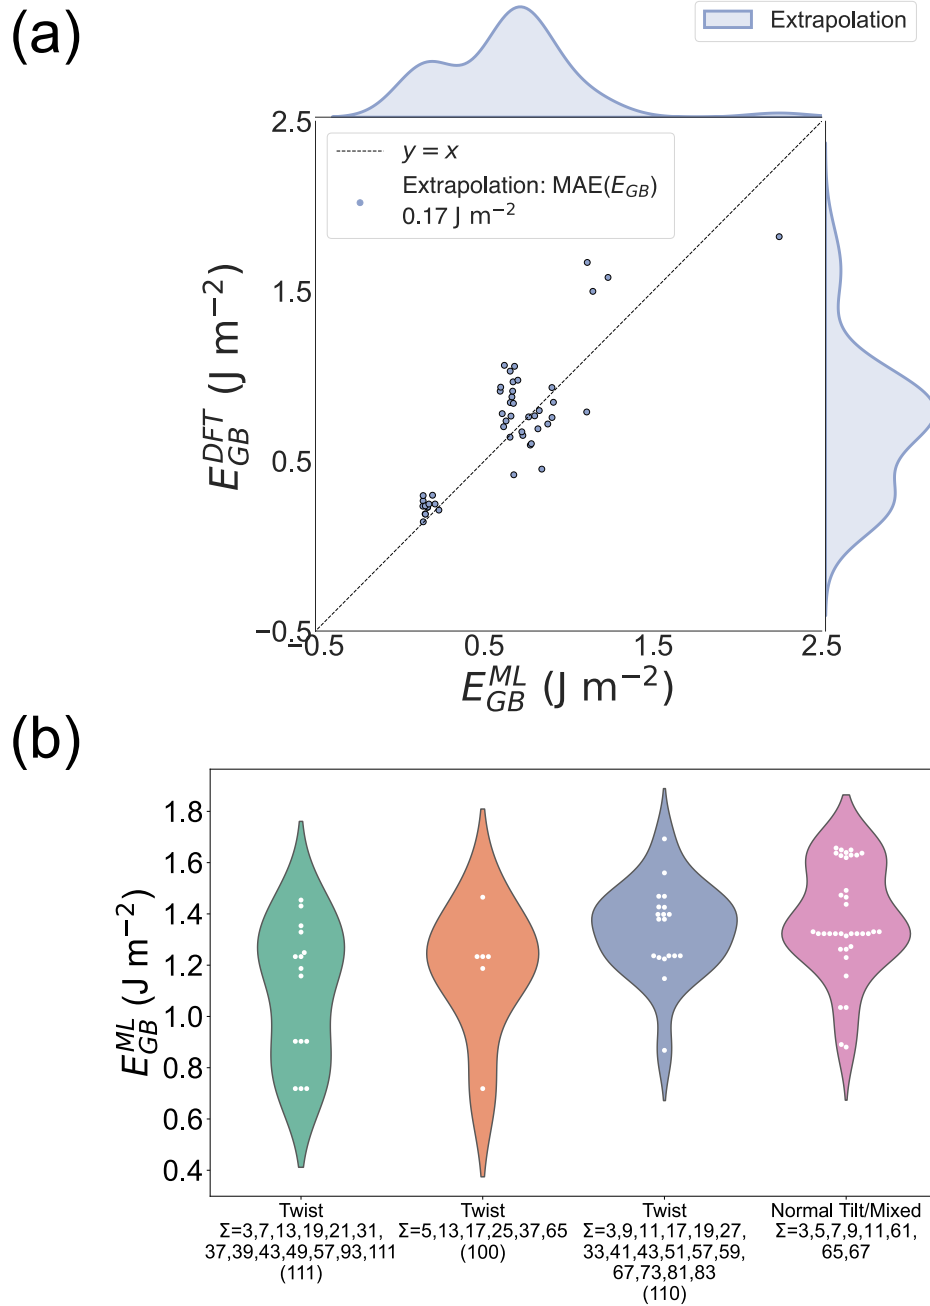 (a)
Extrapolation
2.5
y = x
Extrapolation: MAE(E_GB)
0.17 J m⁻²
1.5
E_GB^DFT (J m⁻²)
0.5
−0.5
−0.5 0.5 1.5 2.5
E_GB^ML (J m⁻²)
(b)
1.8
1.6
1.4
1.2
1.0
0.8
0.6
0.4
E_GB^ML (J m⁻²)
Twist
Σ=3,7,13,19,21,31,
37,39,43,49,57,93,111
(111)
Twist
Σ=5,13,17,25,37,65
(100)
Twist
Σ=3,9,11,17,19,27,
33,41,43,51,57,59,
67,73,81,83
(110)
Normal Tilt/Mixed
Σ=3,5,7,9,11,61,
65,67